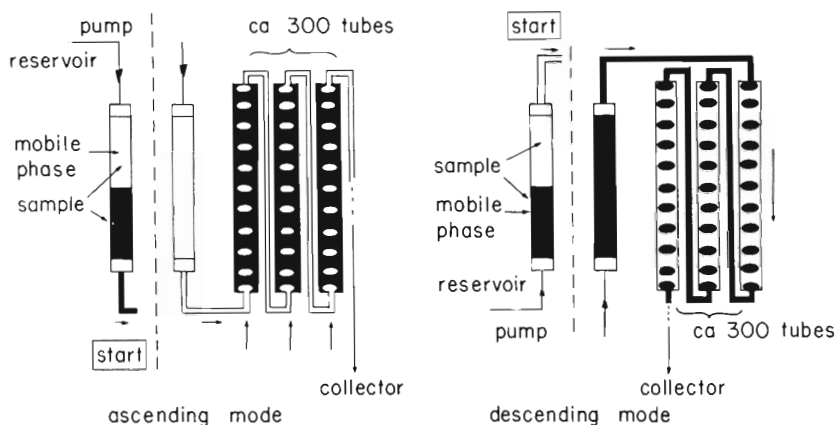 pump
reservoir
mobile
phase
sample
start
ca 300 tubes
collector
ascending mode
start
sample
mobile
phase
reservoir
pump
ca 300 tubes
collector
descending mode